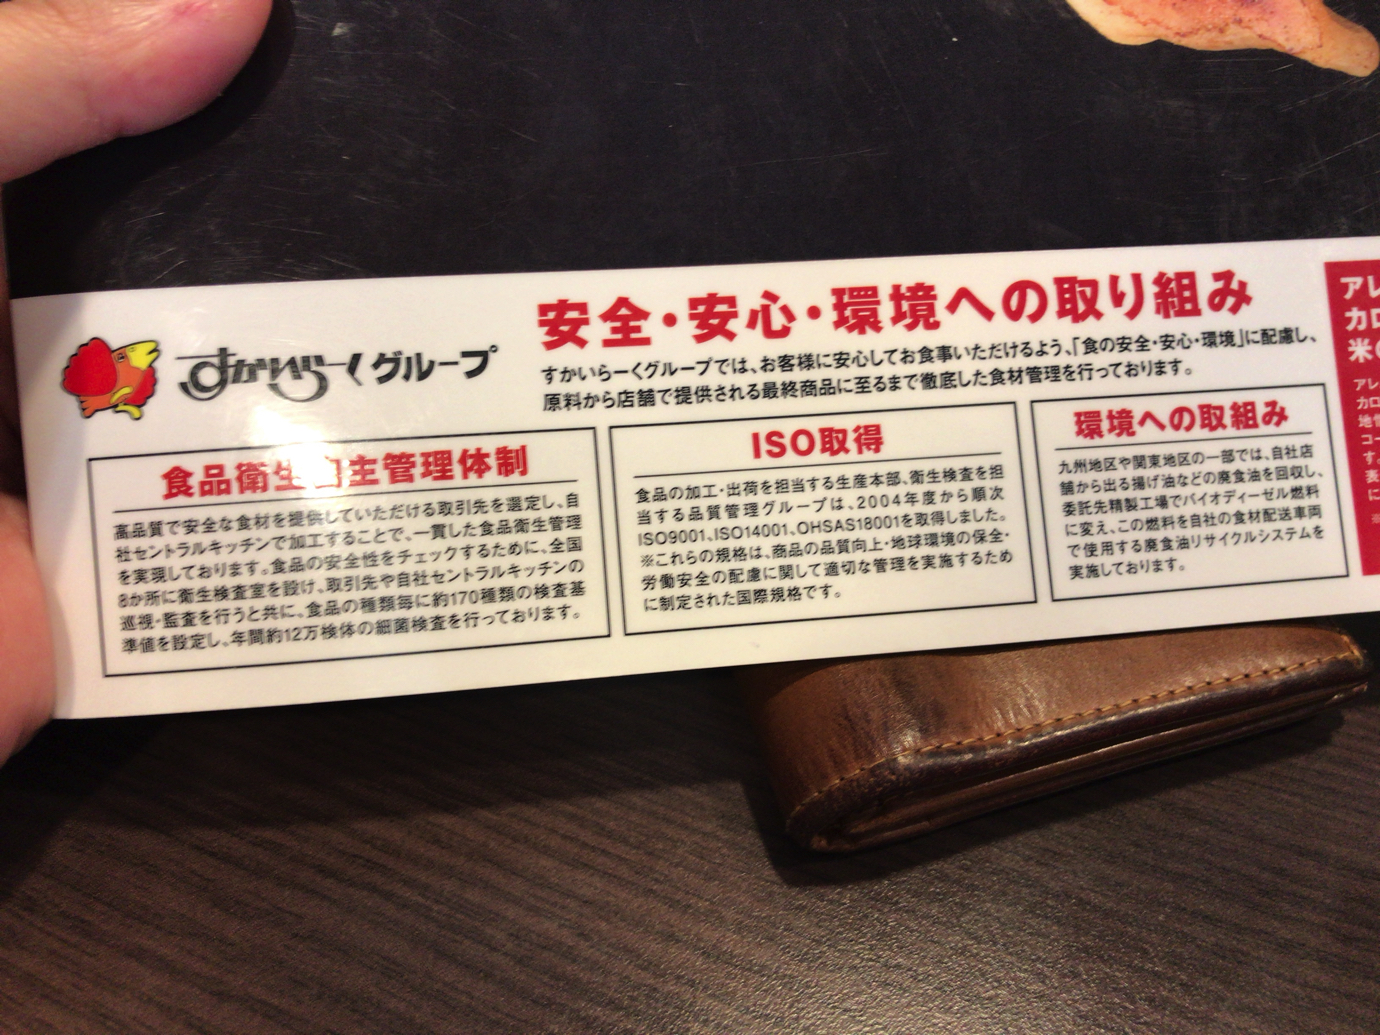 すかいらーくグループ
安全・安心・環境への取り組み
すかいらーくグループでは、お客様に安心してお食事いただけるよう、「食の安全・安心・環境」に配慮し、
原料から店舗で提供される最終商品に至るまで徹底した食材管理を行っております。
食品衛生自主管理体制
高品質で安全な食材を提供していただける取引先を選定し、自
社セントラルキッチンで加工することで、一貫した食品衛生管理
を実現しております。食品の安全性をチェックするために、全国
8か所に衛生検査室を設け、取引先や自社セントラルキッチンの
巡視・監査を行うと共に、食品の種類毎に約170種類の検査基
準値を設定し、年間約12万検体の細菌検査を行っております。
ISO取得
食品の加工・出荷を担当する生産本部、衛生検査を担
当する品質管理グループは、2004年度から順次
ISO9001、ISO14001、OHSAS18001を取得しました。
※これらの規格は、商品の品質向上・地球環境の保全・
労働安全の配慮に関して適切な管理を実施するため
に制定された国際規格です。
環境への取組み
九州地区や関東地区の一部では、自社店
舗から出る揚げ油などの廃食油を回収し、
委託先精製工場でバイオディーゼル燃料
に変え、この燃料を自社の食材配送車両
で使用する廃食油リサイクルシステムを
実施しております。
アレ
カロ
米の
アレ
カロ
コー
す。